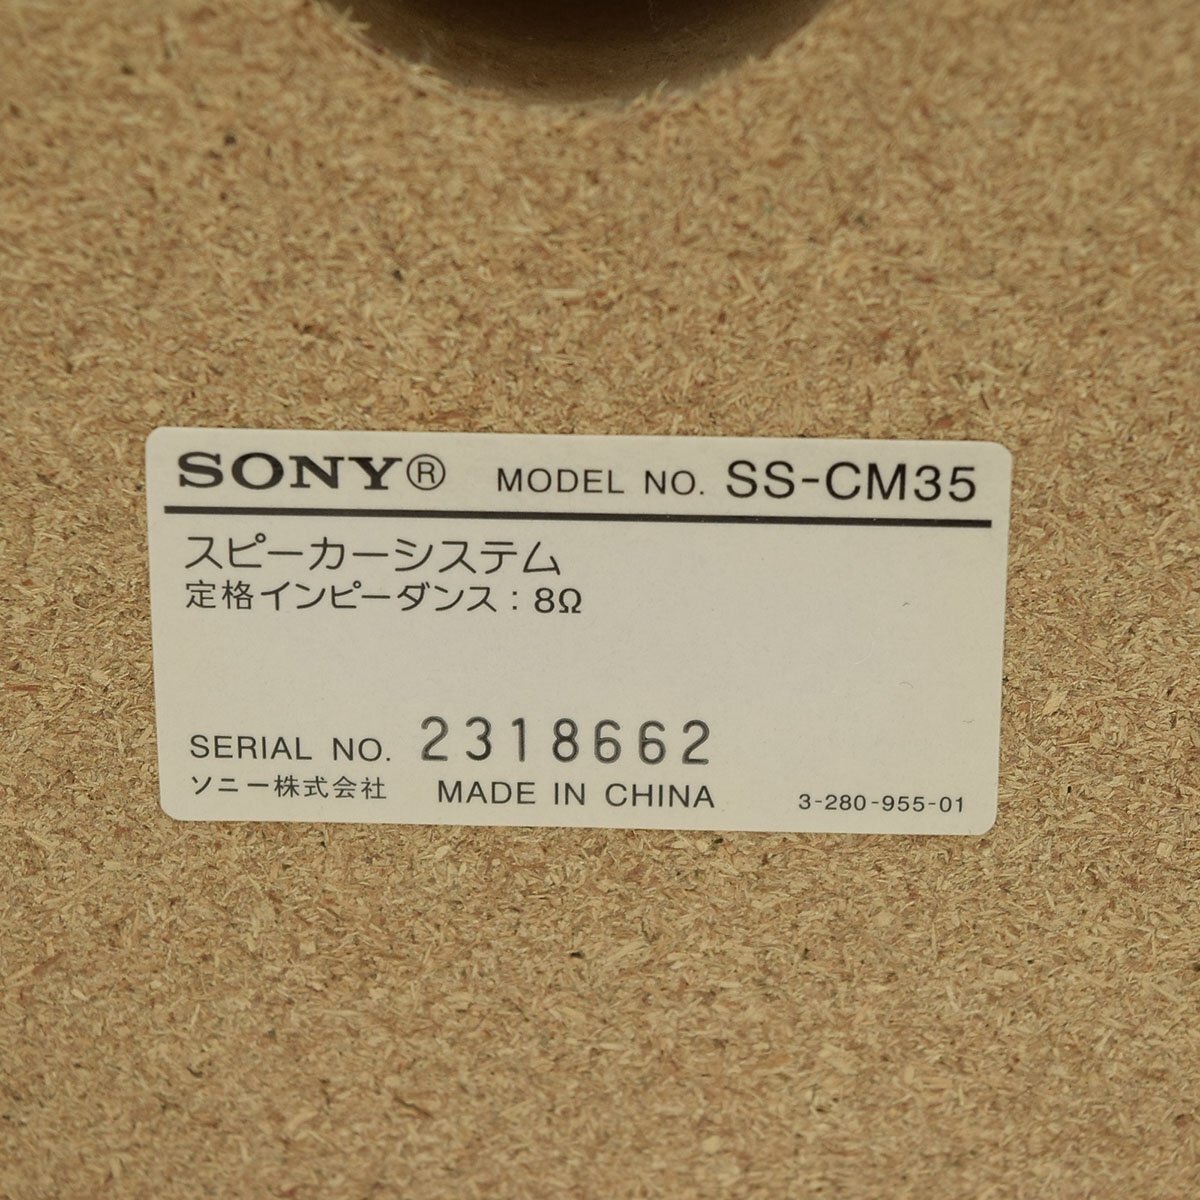 SONY® MODEL NO. SS-CM35
スピーカーシステム
定格インピーダンス：8Ω
SERIAL NO. 2318662
ソニー株式会社 MADE IN CHINA 3-280-955-01